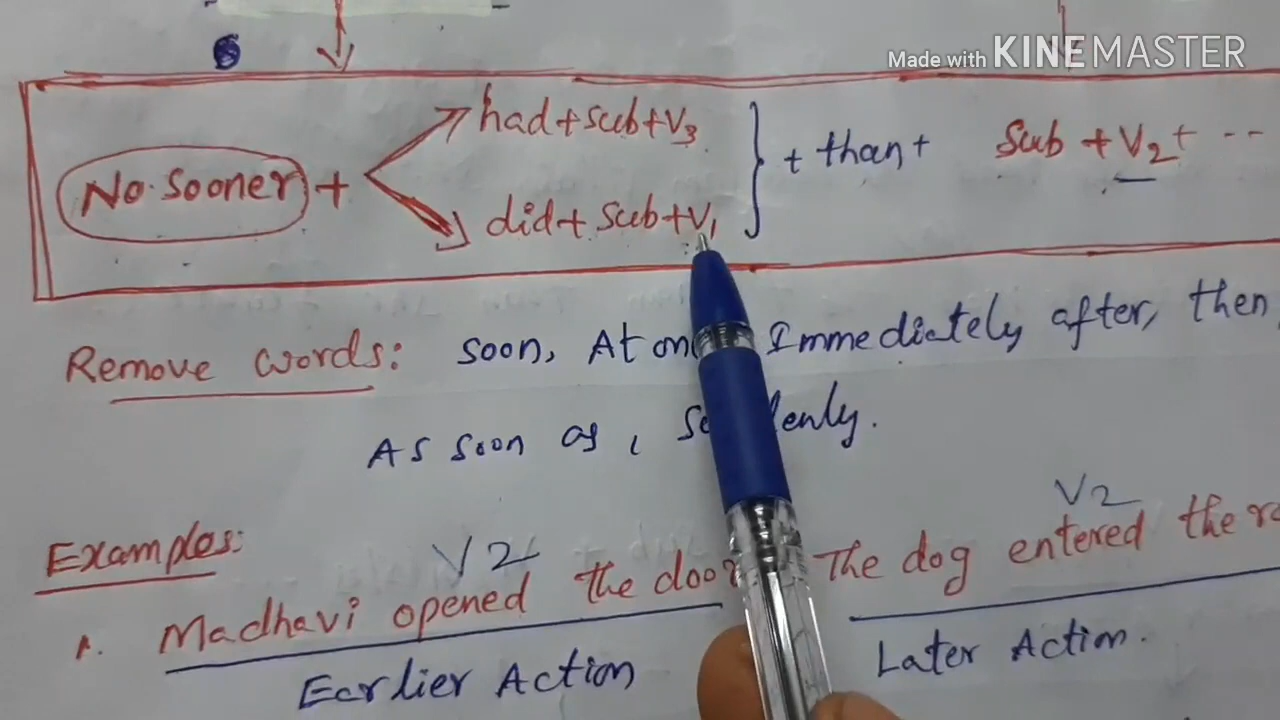 Made with KINEMASTER
had + sub + V3
No Sooner + } + than + Sub + V2 + ...
did + sub + V1
Remove words: soon, At Immediately after, then
As soon as,
V2 V2
Examples:
1. Madhavi opened the door The dog entered the
Earlier Action Later Action.